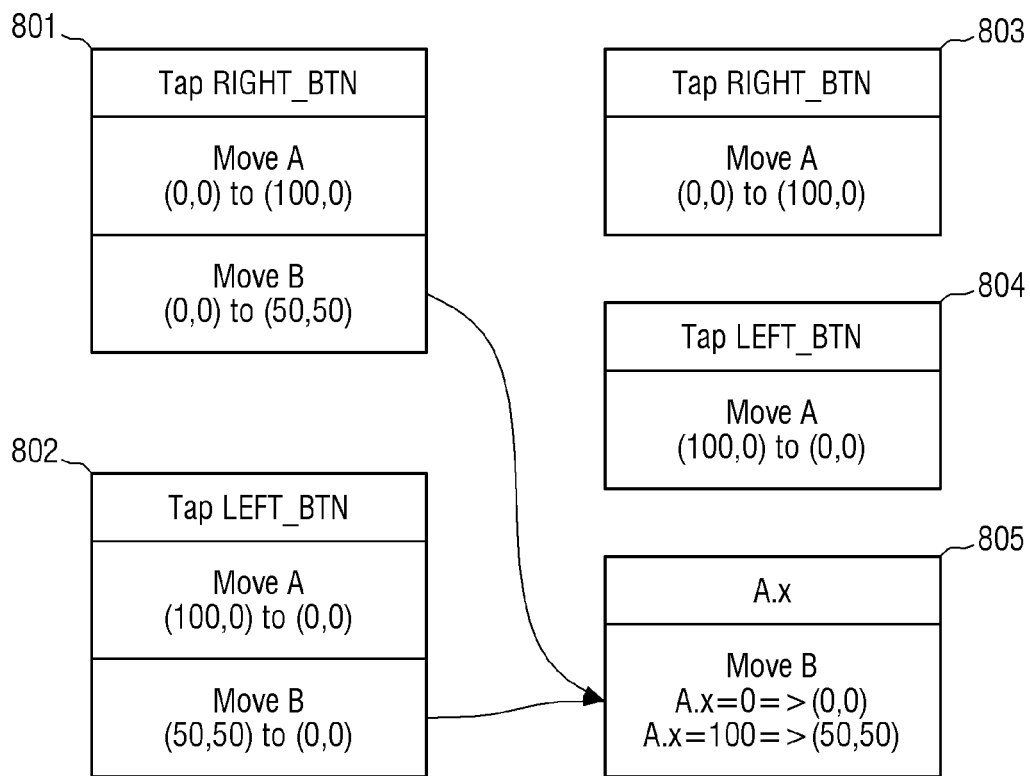 801
Tap RIGHT_BTN
Move A
(0,0) to (100,0)
Move B
(0,0) to (50,50)
802
Tap LEFT_BTN
Move A
(100,0) to (0,0)
Move B
(50,50) to (0,0)
803
Tap RIGHT_BTN
Move A
(0,0) to (100,0)
804
Tap LEFT_BTN
Move A
(100,0) to (0,0)
805
A.x
Move B
A.x=0=>(0,0)
A.x=100=>(50,50)